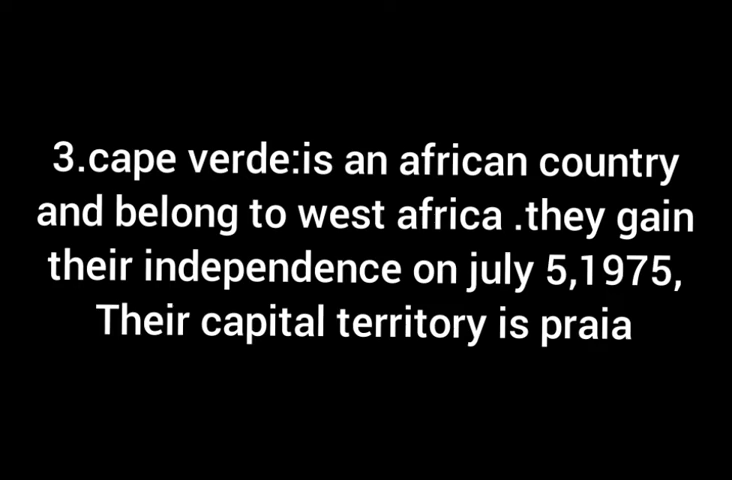 3.cape verde:is an african country
and belong to west africa .they gain
their independence on july 5,1975,
Their capital territory is praia